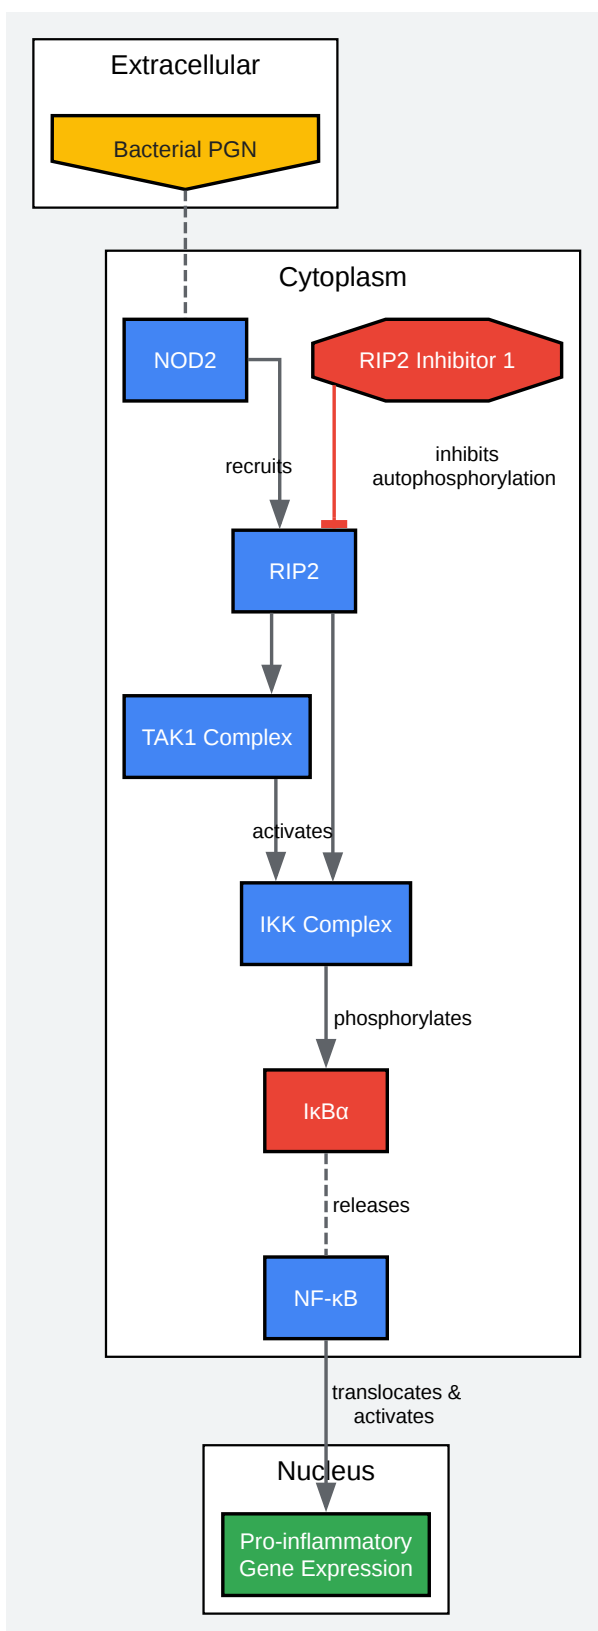 Extracellular
Bacterial PGN
Cytoplasm
NOD2
RIP2 Inhibitor 1
recruits
inhibits
autophosphorylation
RIP2
TAK1 Complex
activates
IKK Complex
phosphorylates
IκBα
releases
NF-κB
translocates &
activates
Nucleus
Pro-inflammatory
Gene Expression